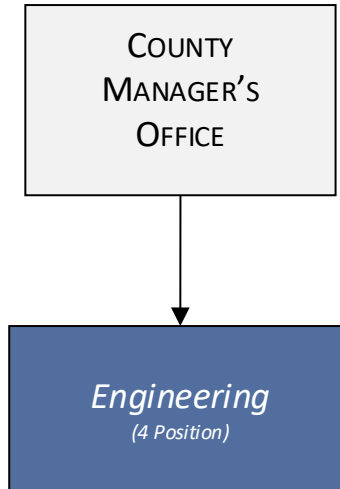 COUNTY
MANAGER'S
OFFICE
Engineering
(4 Position)